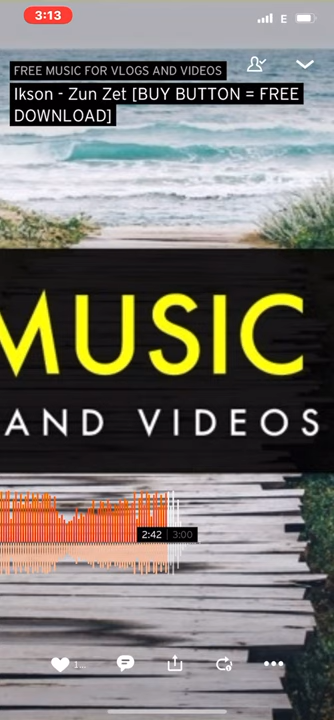 3:13
E
FREE MUSIC FOR VLOGS AND VIDEOS
Ikson - Zun Zet [BUY BUTTON = FREE
DOWNLOAD]
MUSIC
AND VIDEOS
2:42 | 3:00
1...